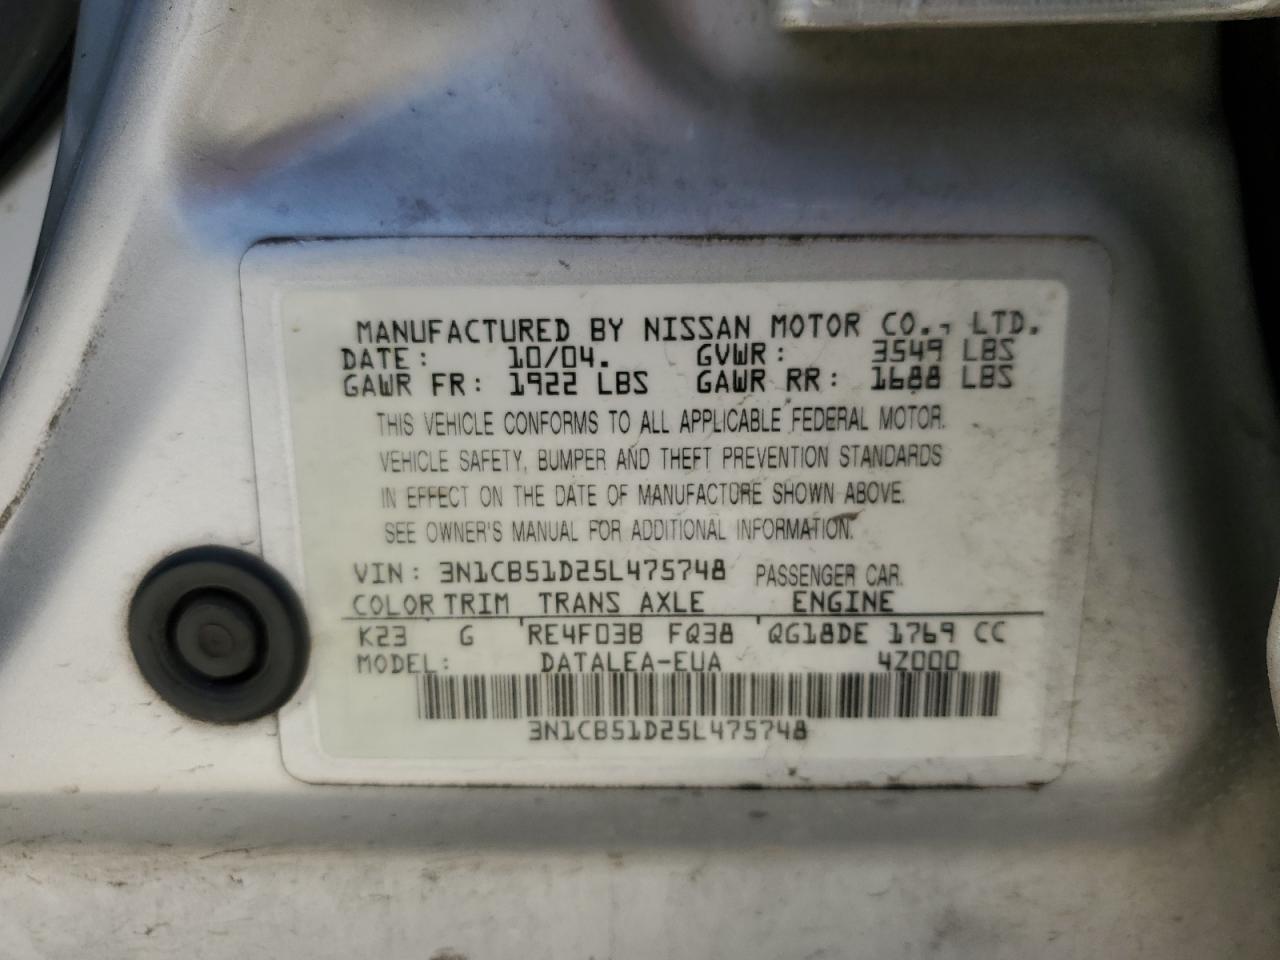 MANUFACTURED BY NISSAN MOTOR CO., LTD.
DATE: 10/04. GVWR: 3549 LBS
GAWR FR: 1922 LBS GAWR RR: 1688 LBS
THIS VEHICLE CONFORMS TO ALL APPLICABLE FEDERAL MOTOR.
VEHICLE SAFETY, BUMPER AND THEFT PREVENTION STANDARDS
IN EFFECT ON THE DATE OF MANUFACTURE SHOWN ABOVE.
SEE OWNER'S MANUAL FOR ADDITIONAL INFORMATION.
VIN: 3N1CB51D25L475748 PASSENGER CAR.
COLOR TRIM TRANS AXLE ENGINE
K23 G RE4F03B FQ38 QG18DE 1769 CC
MODEL: DATALEA-EUA 4Z000
3N1CB51D25L475748